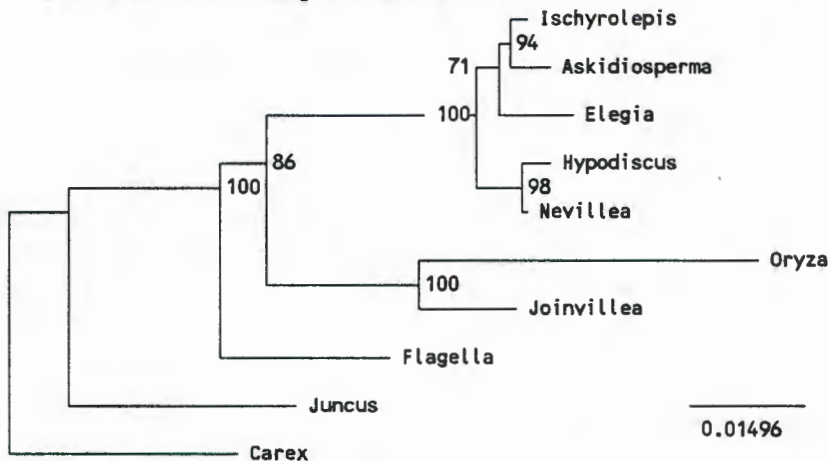 Ischyrolepis
94
71
Askidiosperma
100
Elegia
86
Hypodiscus
100
98
Nevillea
Oryza
100
Joinvillea
Flagella
Juncus
0.01496
Carex